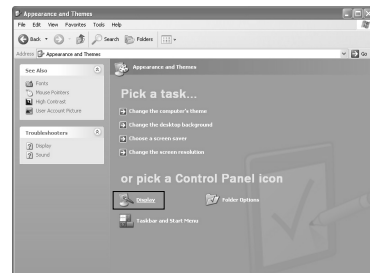 Appearance and Themes
File Edit View Favorites Tools Help
Back Search Folders
Address Appearance and Themes Go
See Also
Fonts
Mouse Pointers
High Contrast
User Account Picture
Troubleshooters
Display
Sound
Appearance and Themes
Pick a task...
Change the computer's theme
Change the desktop background
Choose a screen saver
Change the screen resolution
or pick a Control Panel icon
Display Folder Options
Taskbar and Start Menu